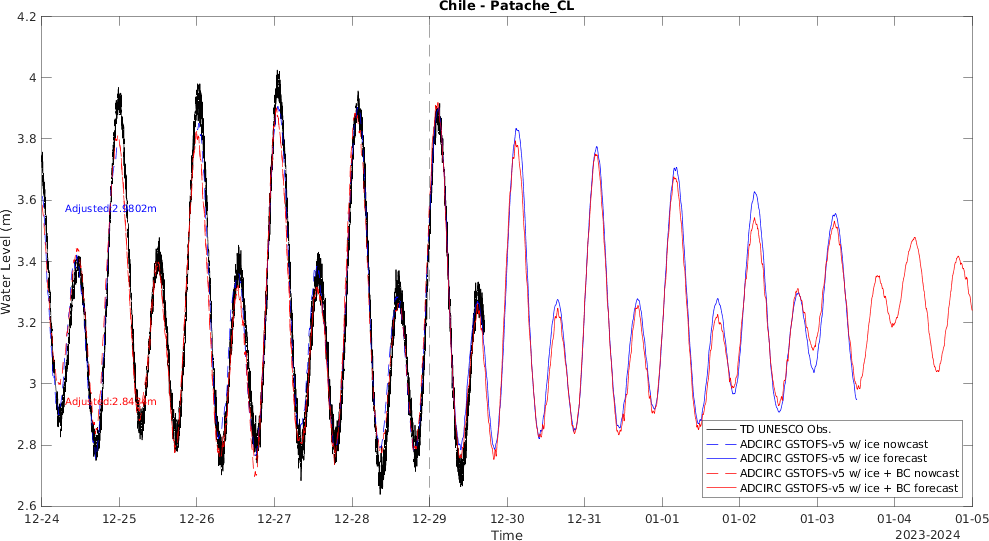 Chile - Patache_CL
4.2
4
3.8
3.6
3.4
3.2
3
2.8
2.6
Water Level (m)
Adjusted:2.9802m
TD UNESCO Obs.
ADCIRC GSTOFS-v5 w/ ice nowcast
ADCIRC GSTOFS-v5 w/ ice forecast
ADCIRC GSTOFS-v5 w/ ice + BC nowcast
ADCIRC GSTOFS-v5 w/ ice + BC forecast
12-24 12-25 12-26 12-27 12-28 12-29 12-30 12-31 01-01 01-02 01-03 01-04 01-05
Time
2023-2024